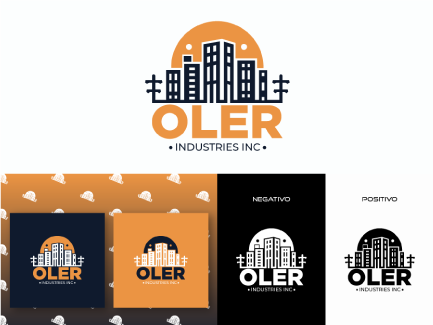 OLER
• INDUSTRIES INC •
NEGATIVO
POSITIVO
OLER
INDUSTRIES INC
OLER
INDUSTRIES INC
OLER
INDUSTRIES INC
OLER
INDUSTRIES INC